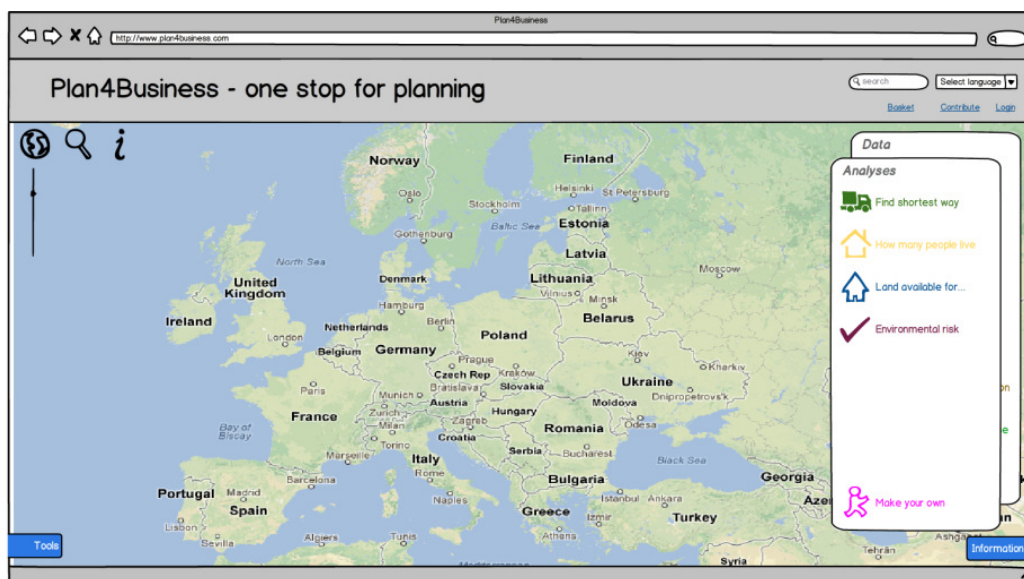 Plan4Business
http://www.plan4business.com
Plan4Business - one stop for planning
search
Select language
Basket Contribute Login
Data
Analyses
Find shortest way
How many people live
Land available for...
Environmental risk
Make your own
Tools
Information
Norway
Finland
Oslo
Helsinki
St Petersburg
Stockholm
Tallinn
Estonia
Baltic Sea
Gothenburg
Latvia
North Sea
Moscow
Denmark
Lithuania
United
Kingdom
Vilnius
Minsk
Hamburg
Belarus
Ireland
Netherlands
Berlin
London
Poland
Belgium
Germany
Kiev
Prague
Kharkiv
Czech Rep
Kraków
Paris
Ukraine
Munich
Bratislava
Slovakia
Dnipropetrovs'k
Austria
Moldova
France
Zurich
Hungary
Milan
Zagreb
Odesa
Bay of
Biscay
Torino
Croatia
Romania
Marseille
Italy
Serbia
Bucharest
Black Sea
Rome
Barcelona
Bulgaria
Georgia
Portugal
Madrid
Naples
Istanbul
Ankara
Spain
Greece
Izmir
Turkey
Lisbon
Sevilla
Algiers
Tunis
Athens
Tehrān
Syria